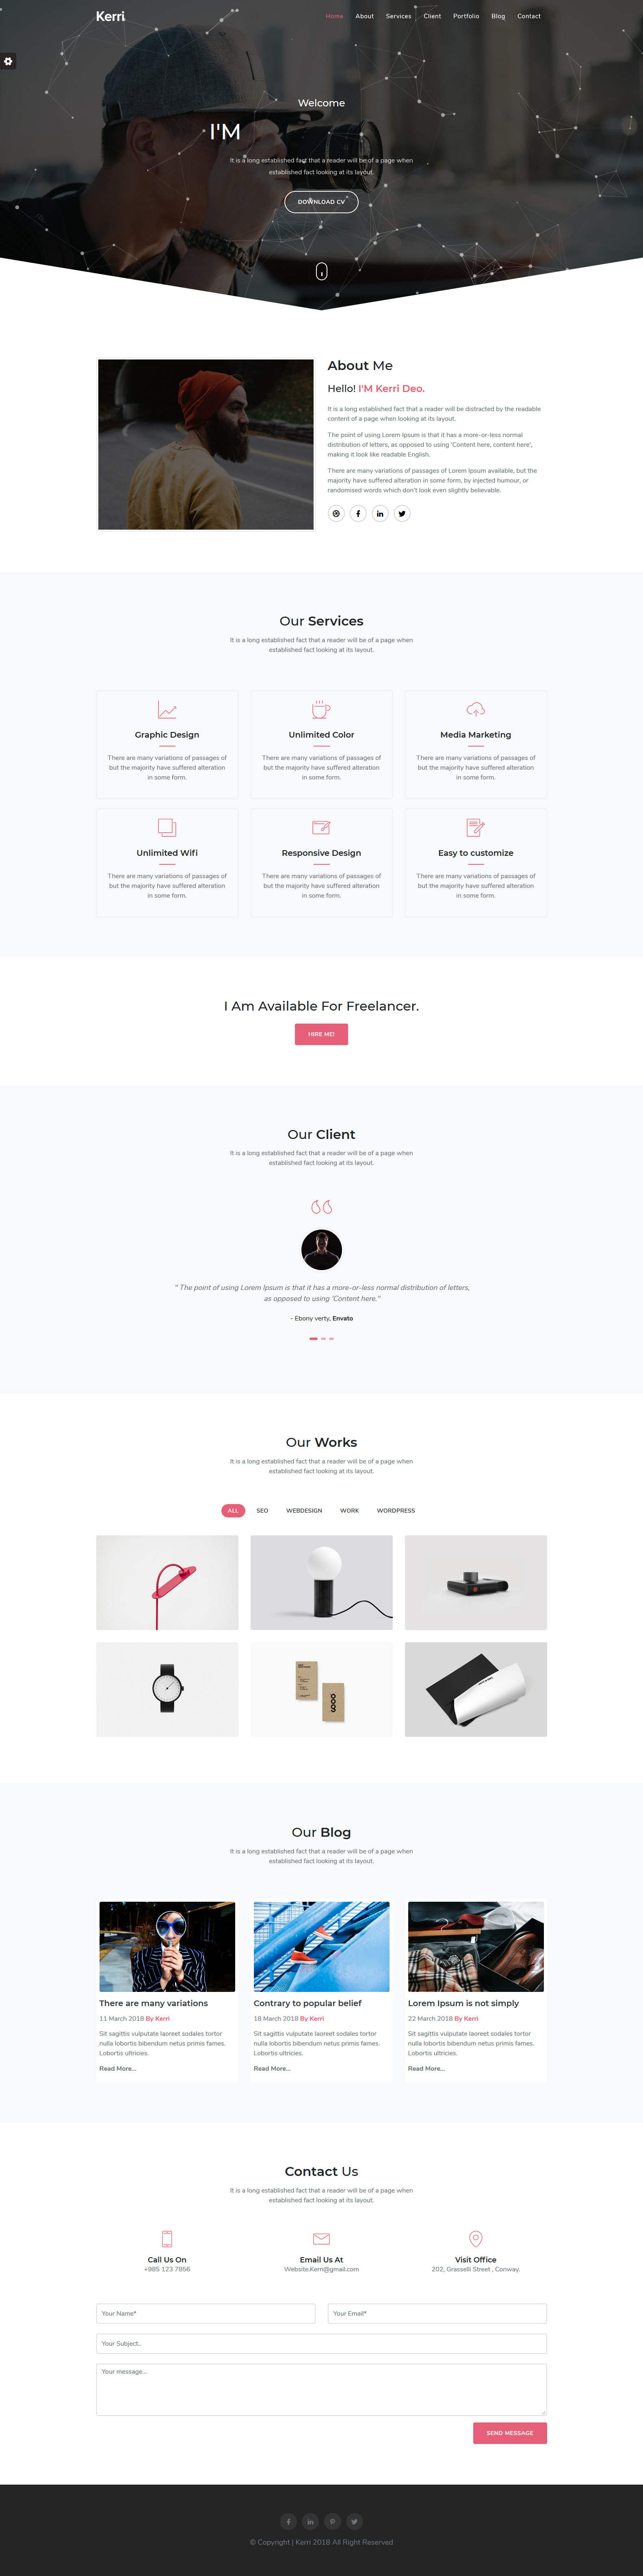 Kerri
Home About Services Client Portfolio Blog Contact
Welcome
I'M
It is a long established fact that a reader will be of a page when
established fact looking at its layout.
DOWNLOAD CV
About Me
Hello! I'M Kerri Deo.
It is a long established fact that a reader will be distracted by the readable
content of a page when looking at its layout.
The point of using Lorem Ipsum is that it has a more-or-less normal
distribution of letters, as opposed to using 'Content here, content here',
making it look like readable English.
There are many variations of passages of Lorem Ipsum available, but the
majority have suffered alteration in some form, by injected humour, or
randomised words which don't look even slightly believable.
Our Services
It is a long established fact that a reader will be of a page when
established fact looking at its layout.
Graphic Design
There are many variations of passages of
but the majority have suffered alteration
in some form.
Unlimited Color
There are many variations of passages of
but the majority have suffered alteration
in some form.
Media Marketing
There are many variations of passages of
but the majority have suffered alteration
in some form.
Unlimited Wifi
There are many variations of passages of
but the majority have suffered alteration
in some form.
Responsive Design
There are many variations of passages of
but the majority have suffered alteration
in some form.
Easy to customize
There are many variations of passages of
but the majority have suffered alteration
in some form.
I Am Available For Freelancer.
HIRE ME!
Our Client
It is a long established fact that a reader will be of a page when
established fact looking at its layout.
" The point of using Lorem Ipsum is that it has a more-or-less normal distribution of letters,
as opposed to using 'Content here."
- Ebony verty, Envato
Our Works
It is a long established fact that a reader will be of a page when
established fact looking at its layout.
ALL SEO WEBDESIGN WORK WORDPRESS
Our Blog
It is a long established fact that a reader will be of a page when
established fact looking at its layout.
There are many variations
11 March 2018 By Kerri
Sit sagittis vulputate laoreet sodales tortor
nulla lobortis bibendum netus primis fames.
Lobortis ultricies.
Read More...
Contrary to popular belief
18 March 2018 By Kerri
Sit sagittis vulputate laoreet sodales tortor
nulla lobortis bibendum netus primis fames.
Lobortis ultricies.
Read More...
Lorem Ipsum is not simply
22 March 2018 By Kerri
Sit sagittis vulputate laoreet sodales tortor
nulla lobortis bibendum netus primis fames.
Lobortis ultricies.
Read More...
Contact Us
It is a long established fact that a reader will be of a page when
established fact looking at its layout.
Call Us On
+985 123 7856
Email Us At
Website.Kerri@gmail.com
Visit Office
202, Grasselli Street , Conway.
Your Name*
Your Email*
Your Subject..
Your message...
SEND MESSAGE
© Copyright | Kerri 2018 All Right Reserved